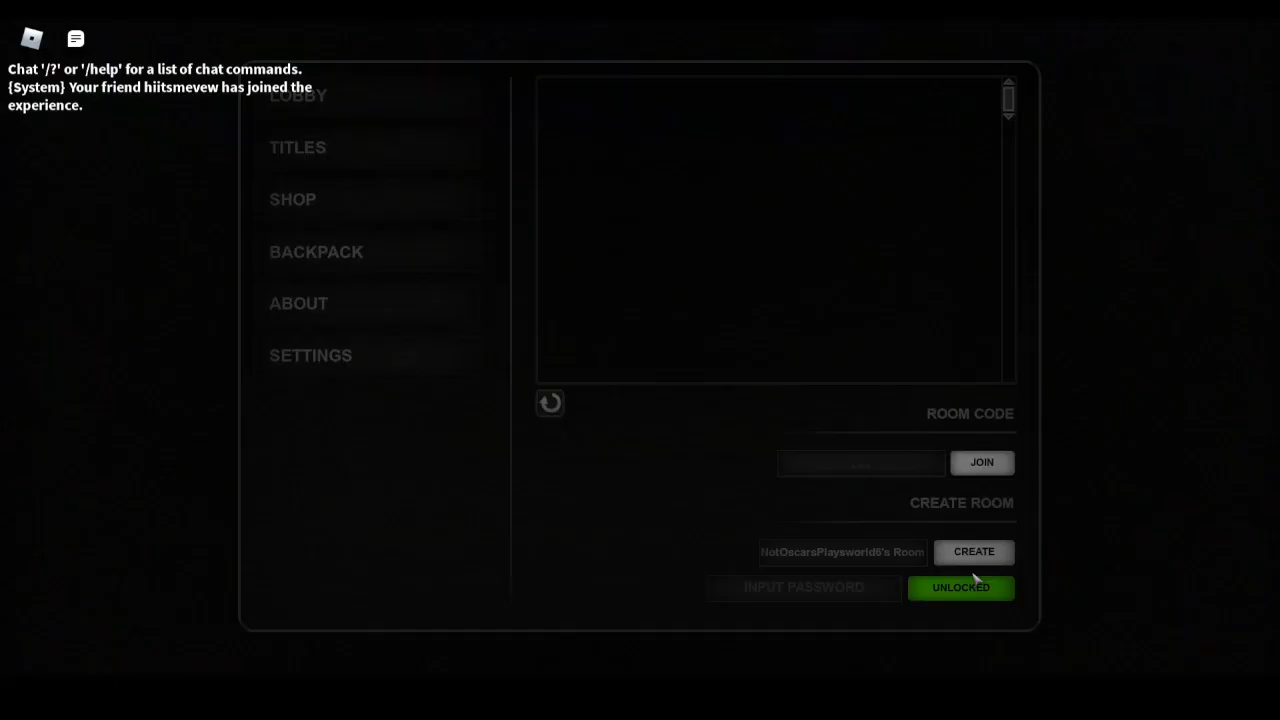 Chat '/?' or '/help' for a list of chat commands.
{System} Your friend hiitsmevew has joined the
experience.
LOBBY
TITLES
SHOP
BACKPACK
ABOUT
SETTINGS
ROOM CODE
...
JOIN
CREATE ROOM
NotOscarsPlaysworld6's Room
CREATE
INPUT PASSWORD
UNLOCKED